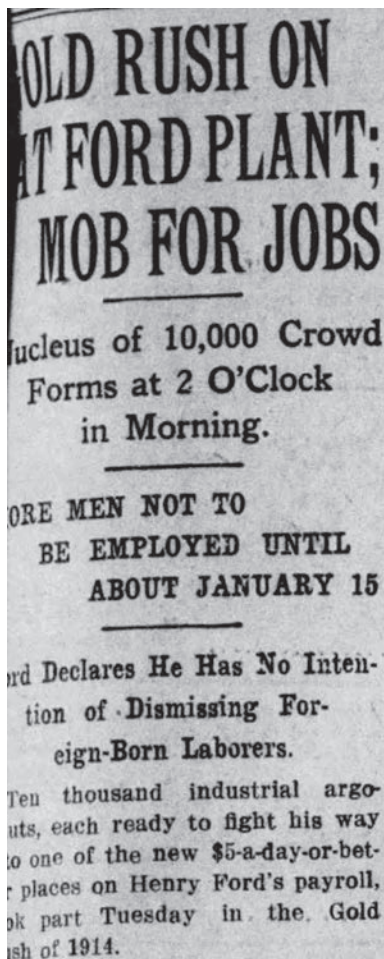 OLD RUSH ON
AT FORD PLANT;
MOB FOR JOBS
ucleus of 10,000 Crowd
Forms at 2 O'Clock
in Morning.
ORE MEN NOT TO
BE EMPLOYED UNTIL
ABOUT JANUARY 15
ord Declares He Has No Inten-
tion of Dismissing For-
eign-Born Laborers.
Ten thousand industrial argo-
uts, each ready to fight his way
to one of the new $5-a-day-or-bet-
r places on Henry Ford's payroll,
ok part Tuesday in the Gold
ush of 1914.